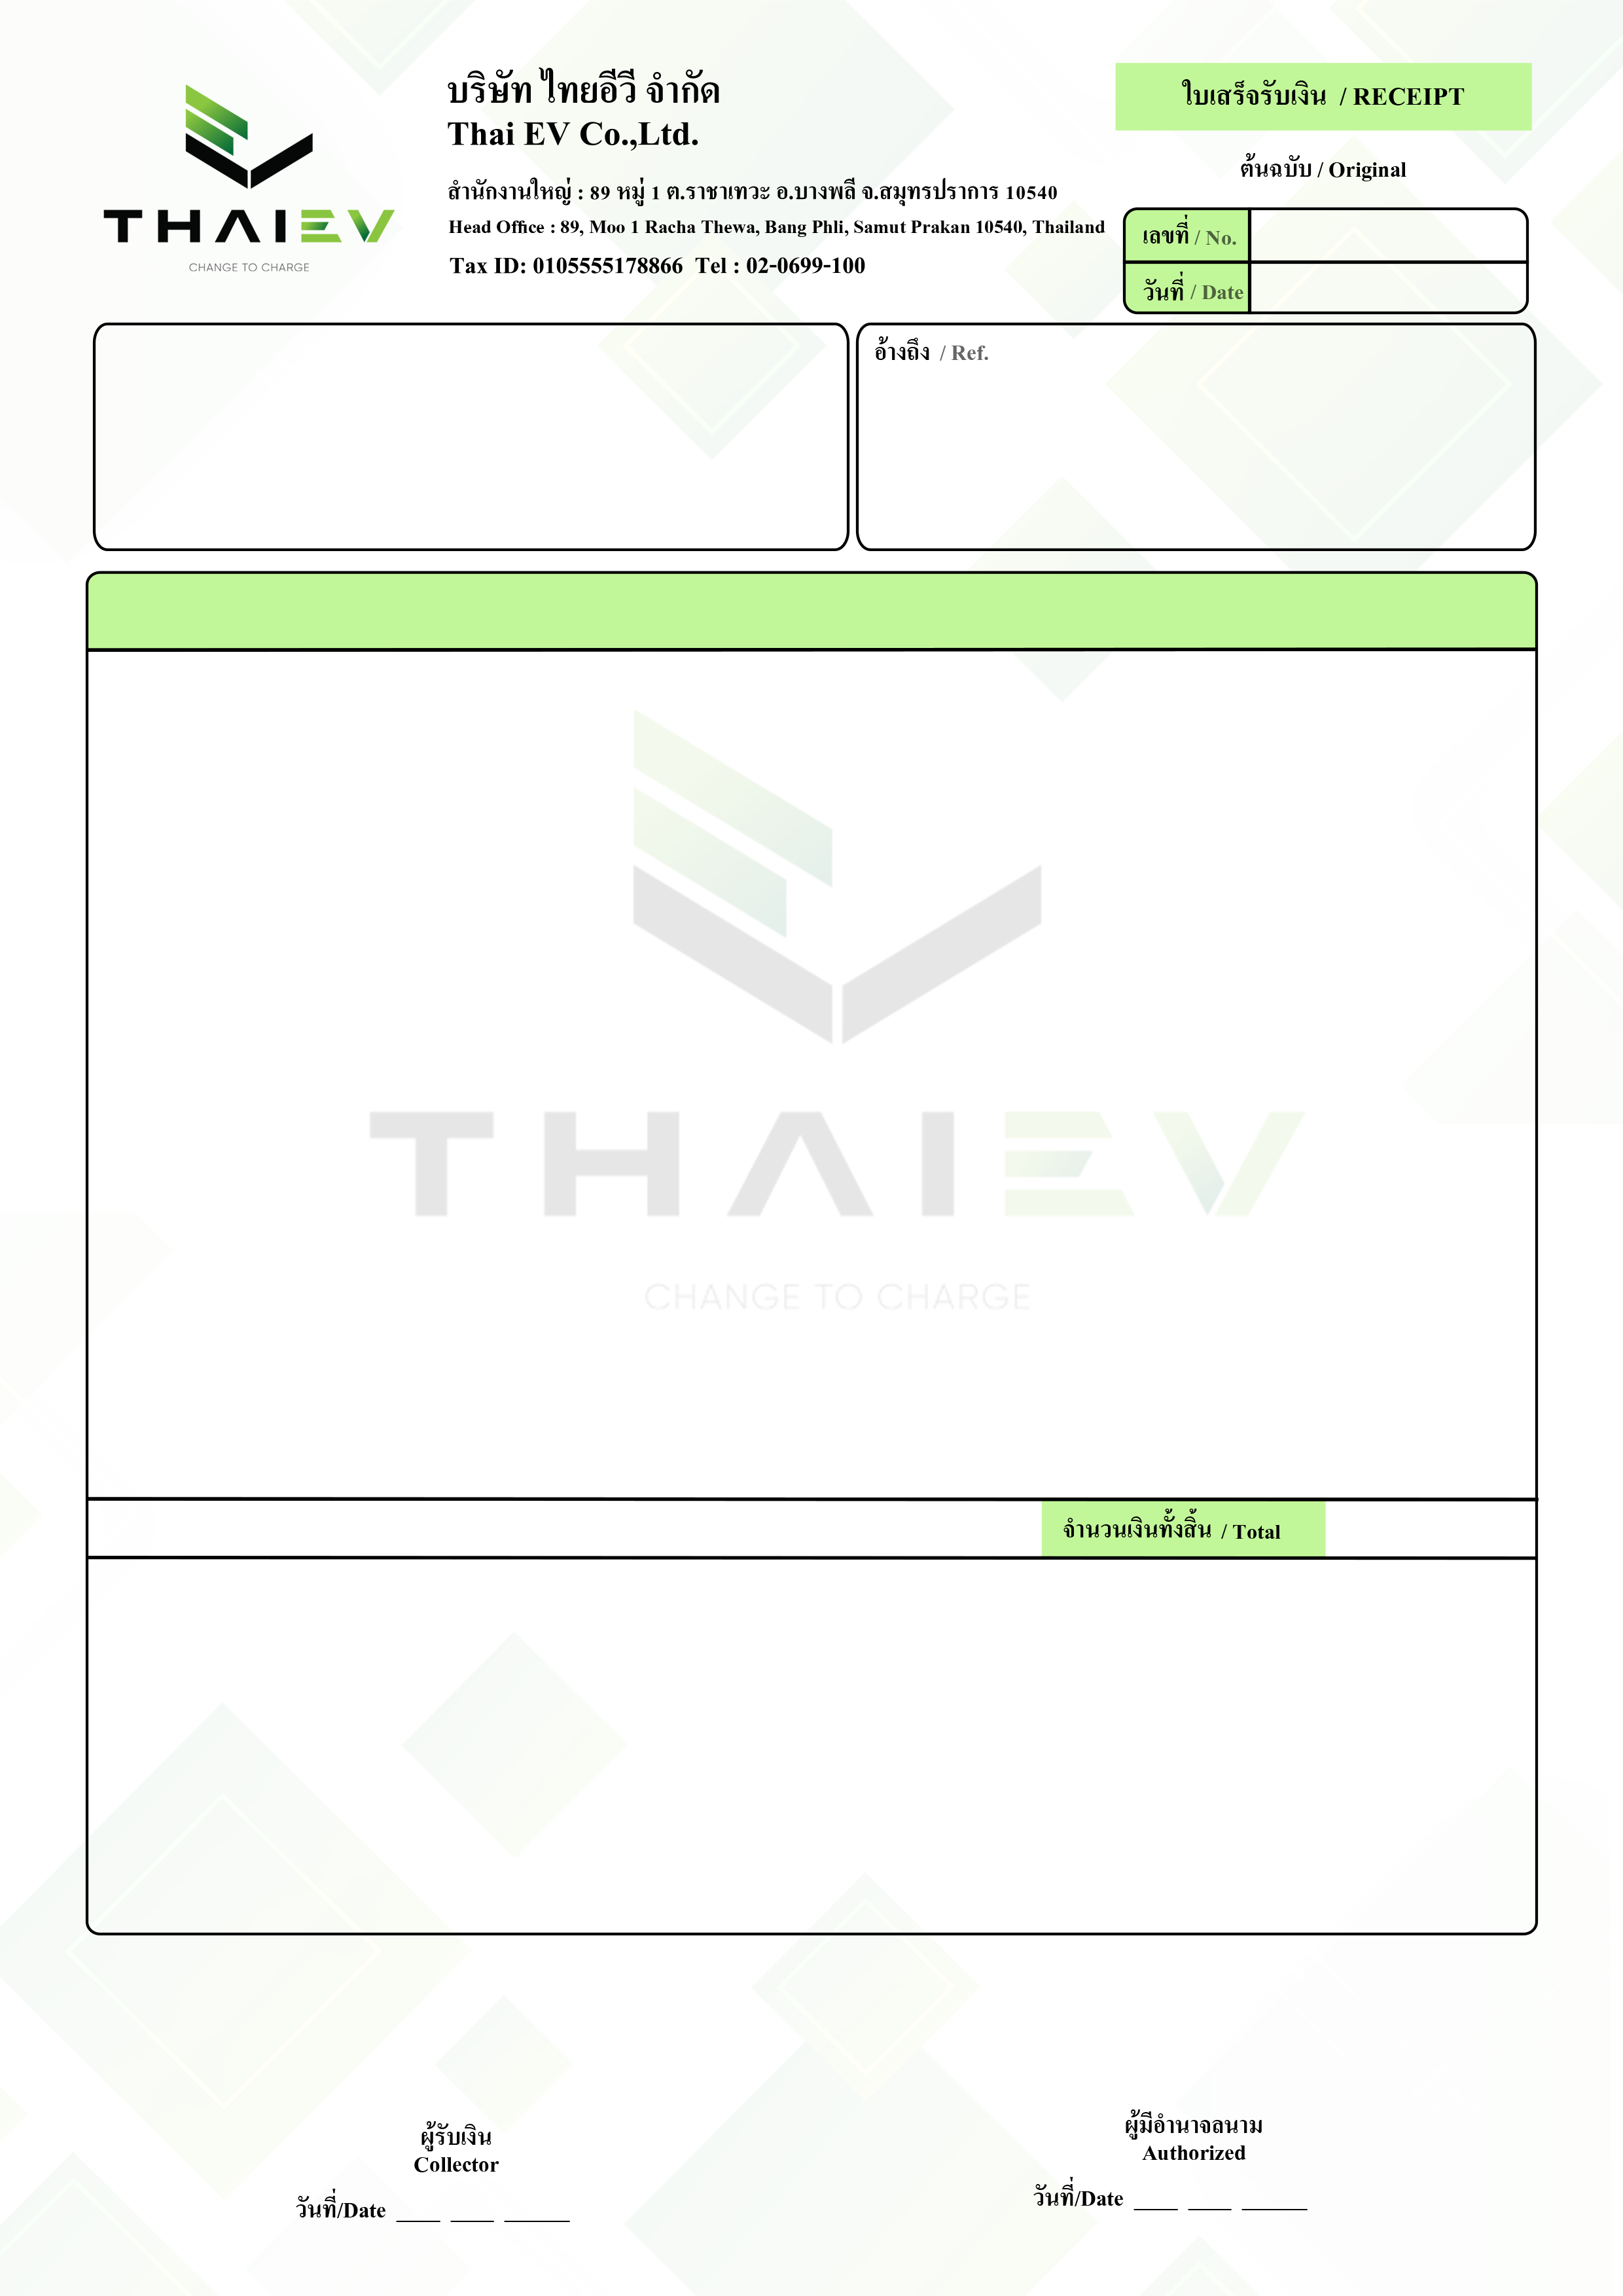 THAIEV
CHANGE TO CHARGE
บริษัท ไทยอีวี จำกัด
Thai EV Co.,Ltd.
สำนักงานใหญ่ : 89 หมู่ 1 ต.ราชาเทวะ อ.บางพลี จ.สมุทรปราการ 10540
Head Office : 89, Moo 1 Racha Thewa, Bang Phli, Samut Prakan 10540, Thailand
Tax ID: 0105555178866 Tel : 02-0699-100
ใบเสร็จรับเงิน / RECEIPT
ต้นฉบับ / Original
เลขที่ / No.
วันที่ / Date
อ้างถึง / Ref.
THAIEV
CHANGE TO CHARGE
จำนวนเงินทั้งสิ้น / Total
ผู้รับเงิน
Collector
วันที่/Date ____ ____ ______
ผู้มีอำนาจลนาม
Authorized
วันที่/Date ____ ____ ______